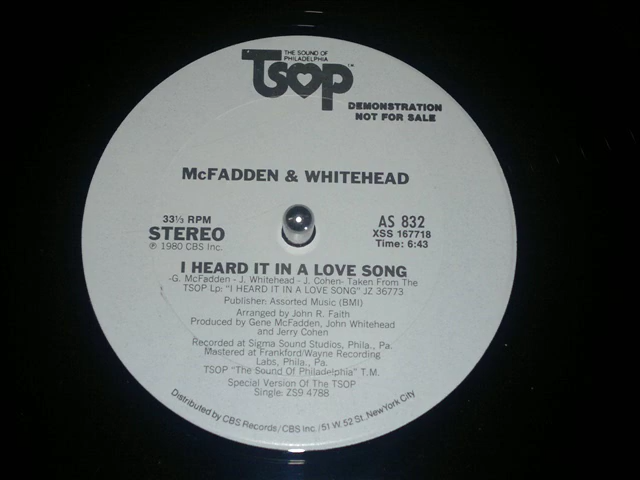 THE SOUND OF
PHILADELPHIA
TSOP™
DEMONSTRATION
NOT FOR SALE
McFADDEN & WHITEHEAD
33⅓ RPM
STEREO
℗ 1980 CBS Inc.
AS 832
XSS 167718
Time: 6:43
I HEARD IT IN A LOVE SONG
-G. McFadden - J. Whitehead - J. Cohen- Taken From The
TSOP Lp: "I HEARD IT IN A LOVE SONG" JZ 36773
Publisher: Assorted Music (BMI)
Arranged by John R. Faith
Produced by Gene McFadden, John Whitehead
and Jerry Cohen
Recorded at Sigma Sound Studios, Phila., Pa.
Mastered at Frankford/Wayne Recording
Labs, Phila., Pa.
TSOP "The Sound Of Philadelphia" T.M.
Special Version Of The TSOP
Single: ZS9 4788
Distributed by CBS Records / CBS Inc. / 51 W. 52 St., New York City